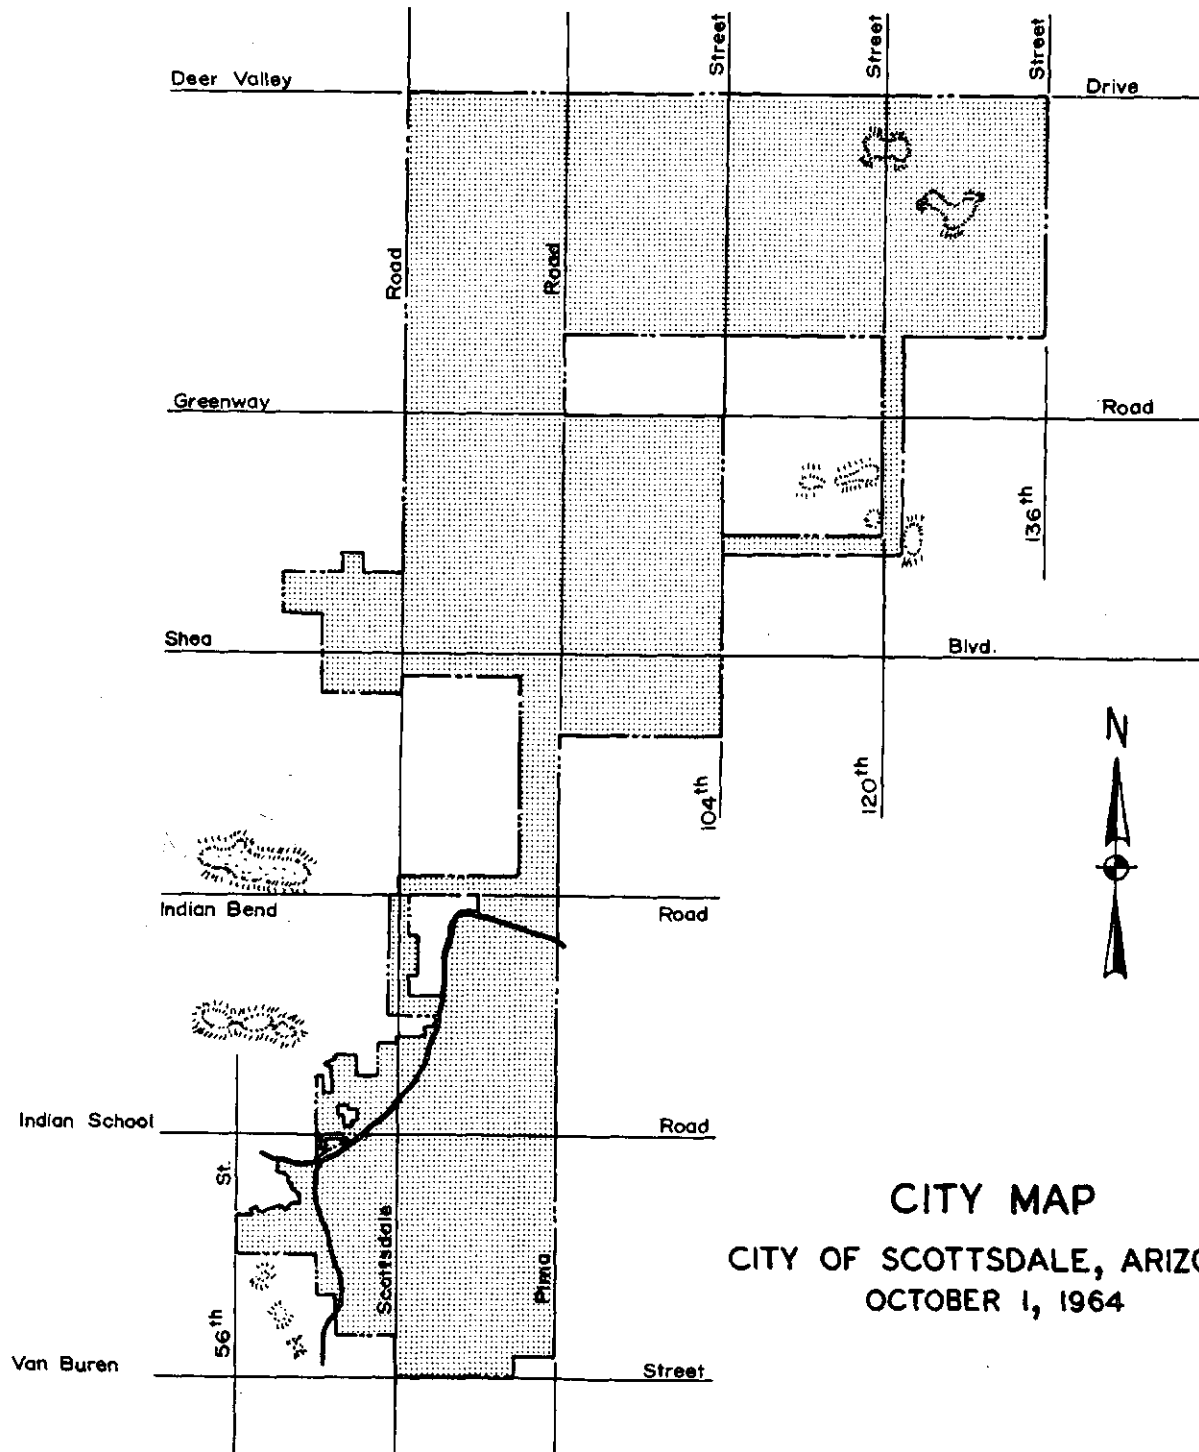 Street
Street
Street
Deer Valley
Drive
Road
Road
Greenway
Road
136th
Shea
Blvd.
N
104th
120th
Indian Bend
Road
Indian School
Road
St.
Scottsdale
Pima
56th
CITY MAP
CITY OF SCOTTSDALE, ARIZO
OCTOBER 1, 1964
Van Buren
Street